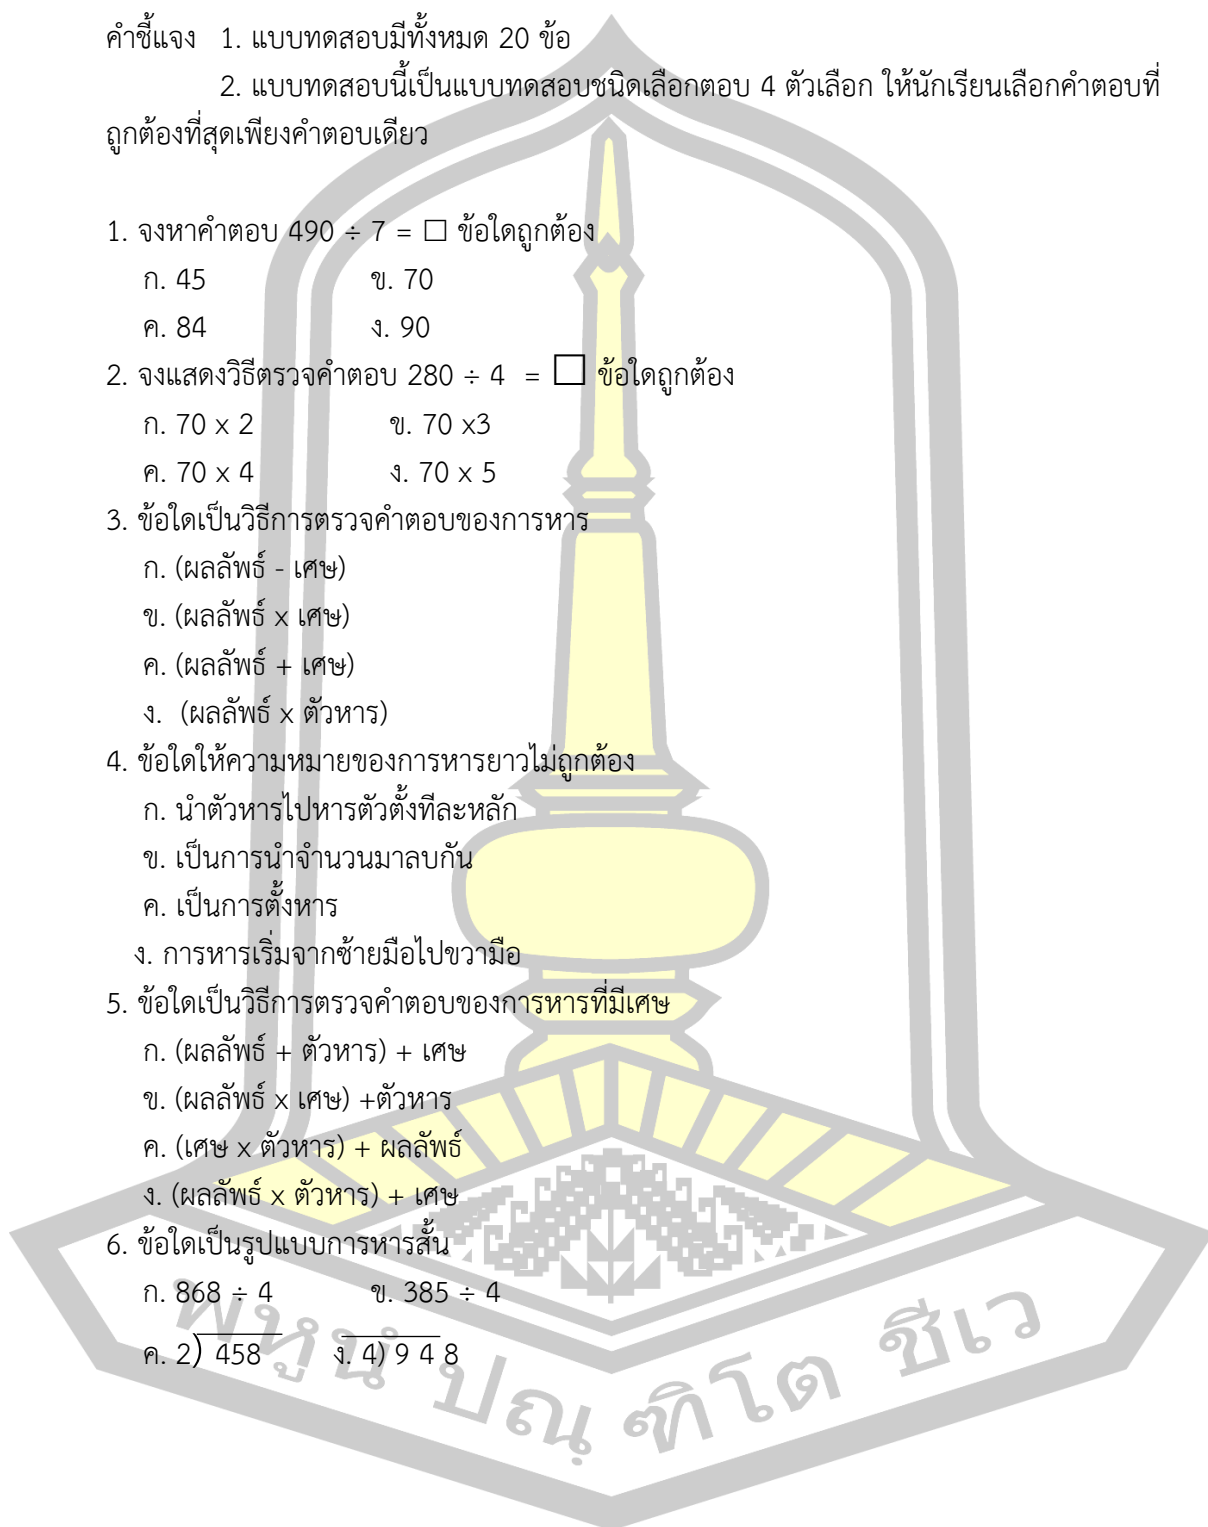 คำชี้แจง 1. แบบทดสอบมีทั้งหมด 20 ข้อ
2. แบบทดสอบนี้เป็นแบบทดสอบชนิดเลือกตอบ 4 ตัวเลือก ให้นักเรียนเลือกคำตอบที่
ถูกต้องที่สุดเพียงคำตอบเดียว
1. จงหาคำตอบ 490 ÷ 7 = □ ข้อใดถูกต้อง
ก. 45 ข. 70
ค. 84 ง. 90
2. จงแสดงวิธีตรวจคำตอบ 280 ÷ 4 = □ ข้อใดถูกต้อง
ก. 70 x 2 ข. 70 x3
ค. 70 x 4 ง. 70 x 5
3. ข้อใดเป็นวิธีการตรวจคำตอบของการหาร
ก. (ผลลัพธ์ - เศษ)
ข. (ผลลัพธ์ x เศษ)
ค. (ผลลัพธ์ + เศษ)
ง. (ผลลัพธ์ x ตัวหาร)
4. ข้อใดให้ความหมายของการหารยาวไม่ถูกต้อง
ก. นำตัวหารไปหารตัวตั้งทีละหลัก
ข. เป็นการนำจำนวนมาลบกัน
ค. เป็นการตั้งหาร
ง. การหารเริ่มจากซ้ายมือไปขวามือ
5. ข้อใดเป็นวิธีการตรวจคำตอบของการหารที่มีเศษ
ก. (ผลลัพธ์ + ตัวหาร) + เศษ
ข. (ผลลัพธ์ x เศษ) +ตัวหาร
ค. (เศษ x ตัวหาร) + ผลลัพธ์
ง. (ผลลัพธ์ x ตัวหาร) + เศษ
6. ข้อใดเป็นรูปแบบการหารสั้น
ก. 868 ÷ 4 ข. 385 ÷ 4
ค. 2) 458 ง. 4) 9 4 8
พหูนํ ปณฺฑิโต ชีเว